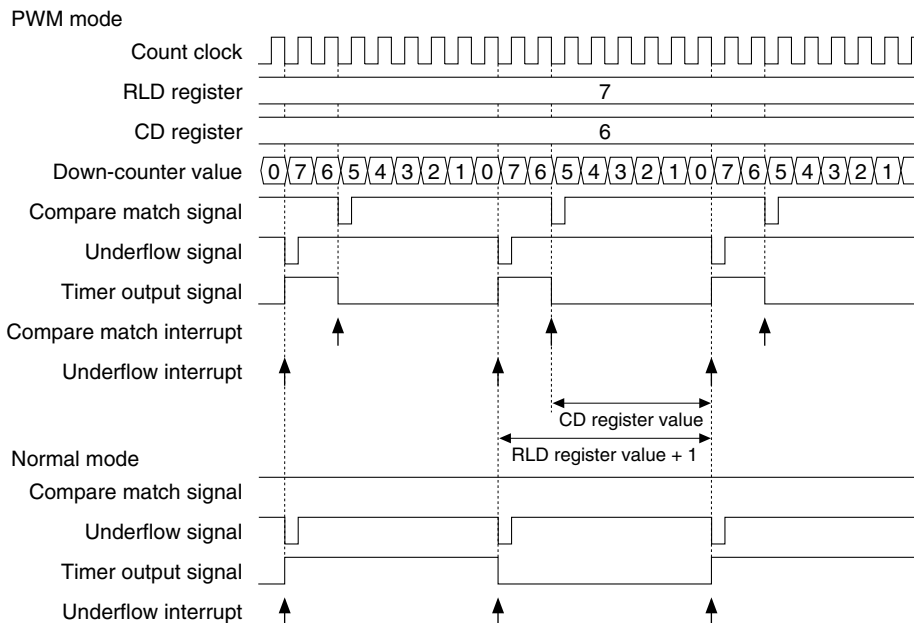 PWM mode
Count clock
RLD register 7
CD register 6
Down-counter value 0 7 6 5 4 3 2 1 0 7 6 5 4 3 2 1 0 7 6 5 4 3 2 1
Compare match signal
Underflow signal
Timer output signal
Compare match interrupt
Underflow interrupt
CD register value
RLD register value + 1
Normal mode
Compare match signal
Underflow signal
Timer output signal
Underflow interrupt